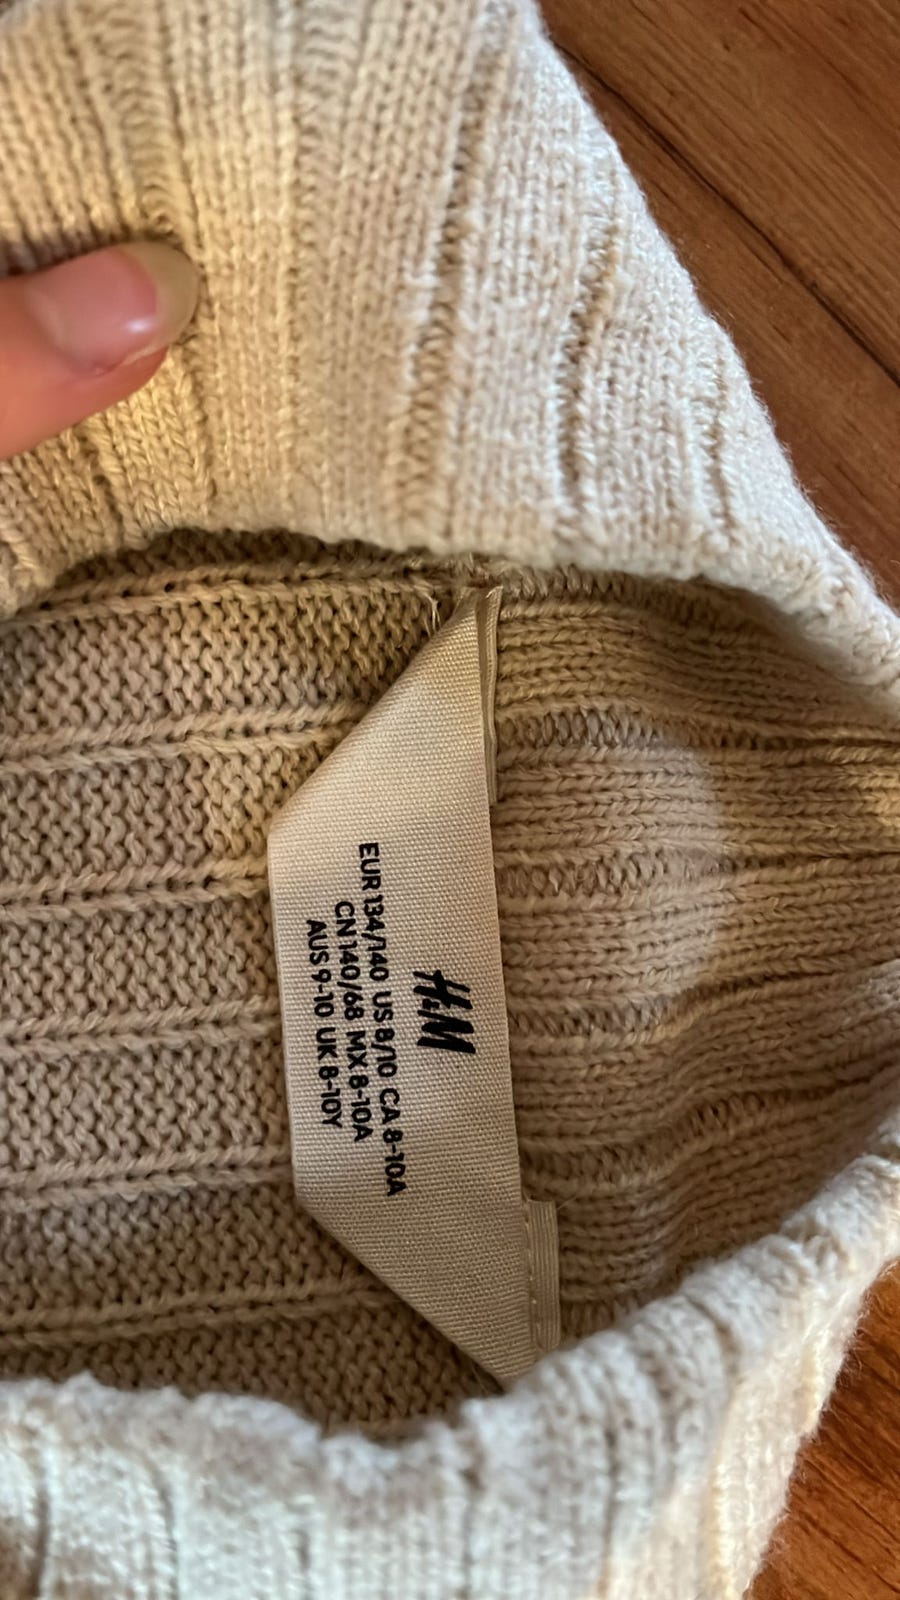 H&M
EUR 134/140 US 8/10 CA 8-10A
CN 140/68 MX 8-10A
AUS 9-10 UK 8-10Y